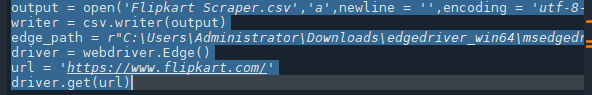 output = open('Flipkart Scraper.csv','a',newline = '',encoding = 'utf-8-
writer = csv.writer(output)
edge_path = r"C:\Users\Administrator\Downloads\edgedriver_win64\msedgedr
driver = webdriver.Edge()
url = 'https://www.flipkart.com/'
driver.get(url)